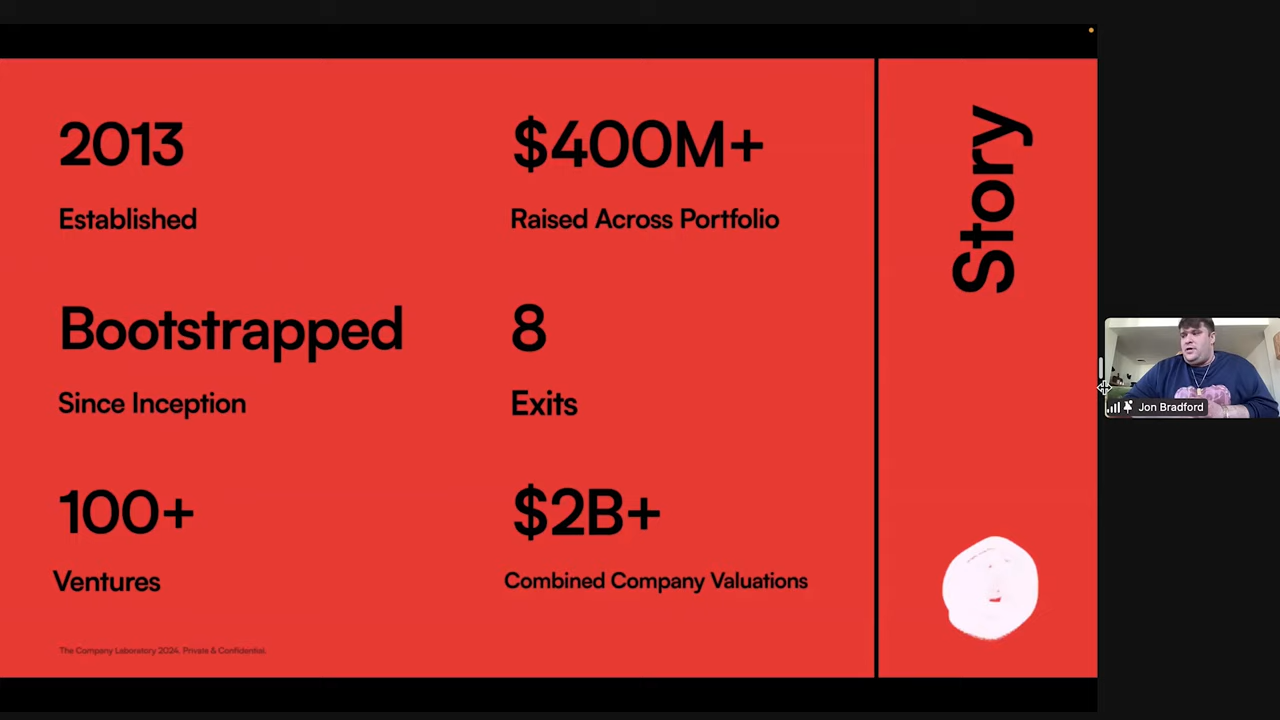 2013
Established
Bootstrapped
Since Inception
100+
Ventures
$400M+
Raised Across Portfolio
8
Exits
$2B+
Combined Company Valuations
The Company Laboratory 2024. Private & Confidential.
Story
Jon Bradford